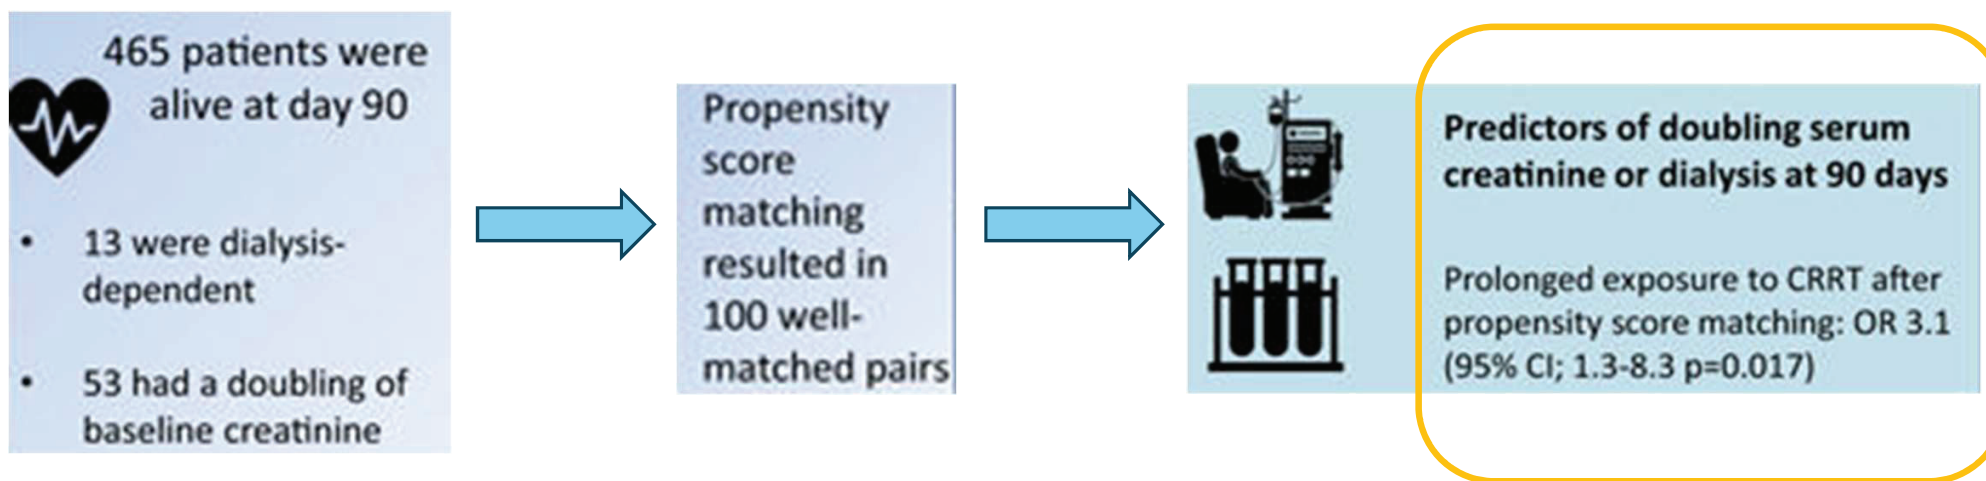 465 patients were
alive at day 90
• 13 were dialysis-
dependent
• 53 had a doubling of
baseline creatinine
Propensity
score
matching
resulted in
100 well-
matched pairs
Predictors of doubling serum
creatinine or dialysis at 90 days
Prolonged exposure to CRRT after
propensity score matching: OR 3.1
(95% CI; 1.3-8.3 p=0.017)